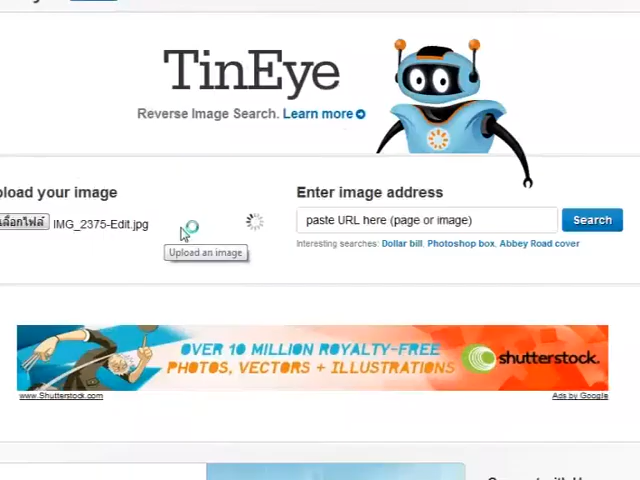 TinEye
Reverse Image Search. Learn more
pload your image
Enter image address
เลือกไฟล์ IMG_2375-Edit.jpg
paste URL here (page or image)
Search
Upload an image
Interesting searches: Dollar bill, Photoshop box, Abbey Road cover
OVER 10 MILLION ROYALTY-FREE
PHOTOS, VECTORS + ILLUSTRATIONS
shutterstock.
www.Shutterstock.com
Ads by Google